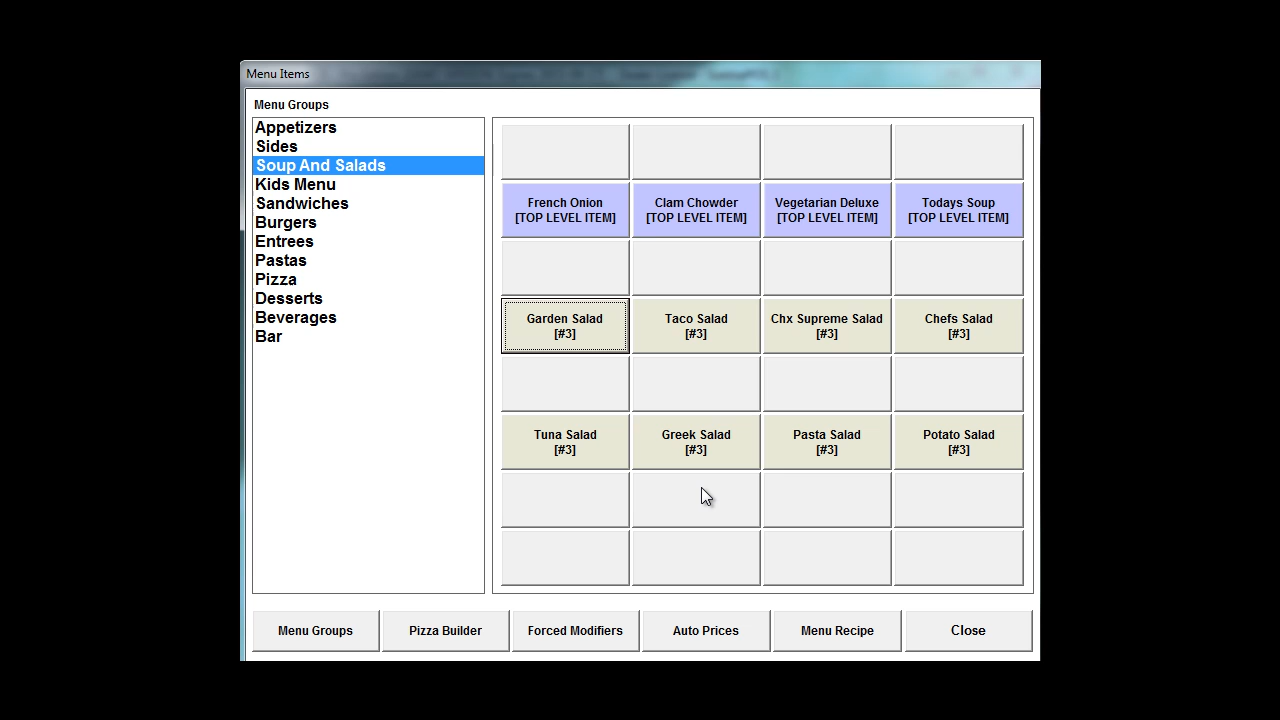 Menu Items
Menu Groups
Appetizers
Sides
Soup And Salads
Kids Menu
Sandwiches
Burgers
Entrees
Pastas
Pizza
Desserts
Beverages
Bar
French Onion
[TOP LEVEL ITEM]
Clam Chowder
[TOP LEVEL ITEM]
Vegetarian Deluxe
[TOP LEVEL ITEM]
Todays Soup
[TOP LEVEL ITEM]
Garden Salad
[#3]
Taco Salad
[#3]
Chx Supreme Salad
[#3]
Chefs Salad
[#3]
Tuna Salad
[#3]
Greek Salad
[#3]
Pasta Salad
[#3]
Potato Salad
[#3]
Menu Groups
Pizza Builder
Forced Modifiers
Auto Prices
Menu Recipe
Close